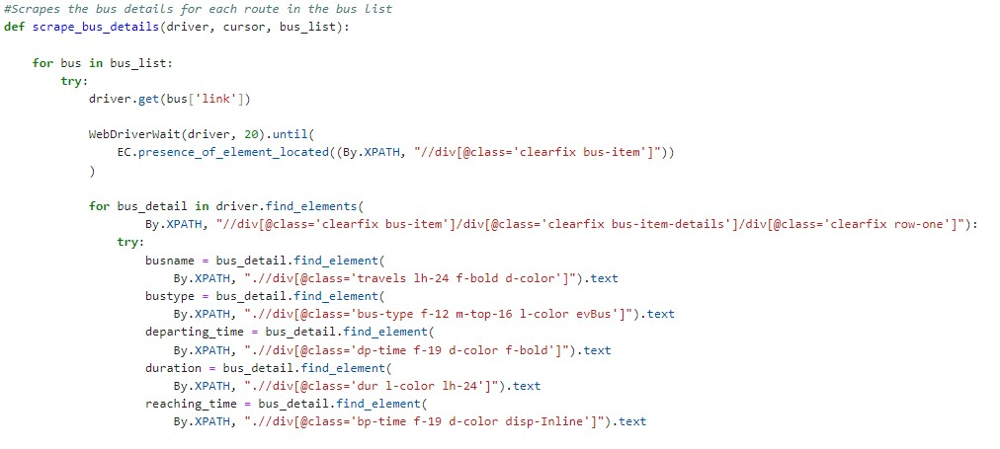 #Scrapes the bus details for each route in the bus list
def scrape_bus_details(driver, cursor, bus_list):
for bus in bus_list:
try:
driver.get(bus['link'])
WebDriverWait(driver, 20).until(
EC.presence_of_element_located((By.XPATH, "//div[@class='clearfix bus-item']"))
)
for bus_detail in driver.find_elements(
By.XPATH, "//div[@class='clearfix bus-item']/div[@class='clearfix bus-item-details']/div[@class='clearfix row-one']"):
try:
busname = bus_detail.find_element(
By.XPATH, ".//div[@class='travels lh-24 f-bold d-color']").text
bustype = bus_detail.find_element(
By.XPATH, ".//div[@class='bus-type f-12 m-top-16 l-color evBus']").text
departing_time = bus_detail.find_element(
By.XPATH, ".//div[@class='dp-time f-19 d-color f-bold']").text
duration = bus_detail.find_element(
By.XPATH, ".//div[@class='dur l-color lh-24']").text
reaching_time = bus_detail.find_element(
By.XPATH, ".//div[@class='bp-time f-19 d-color disp-Inline']").text